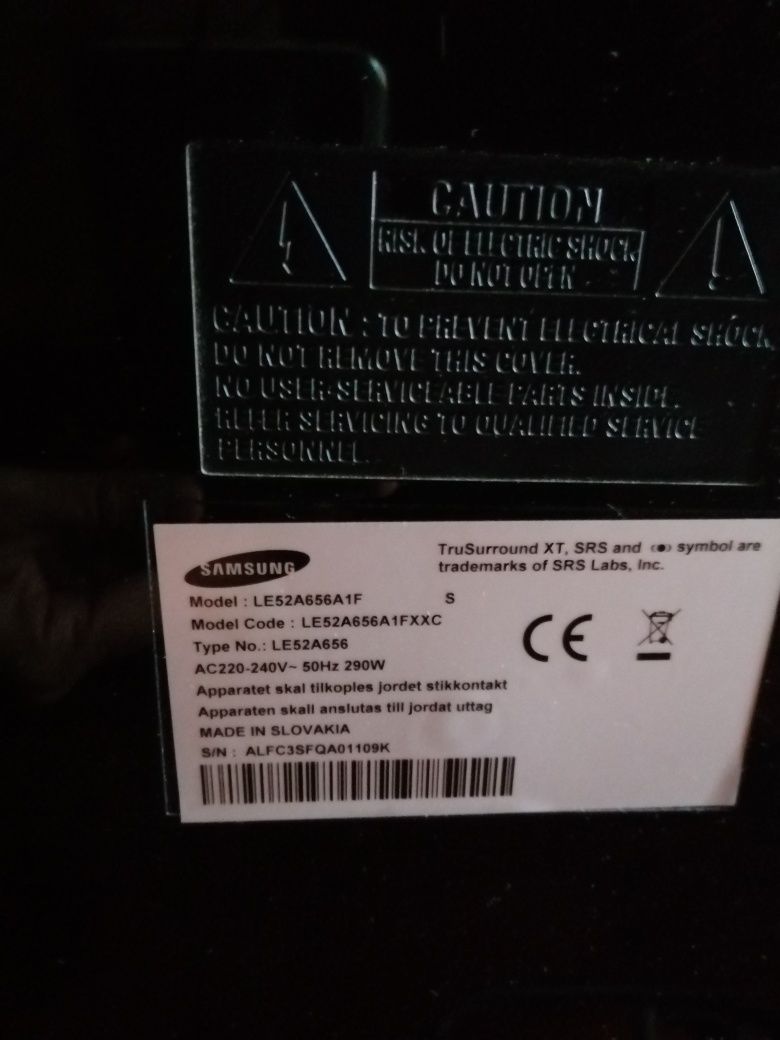 CAUTION
RISK OF ELECTRIC SHOCK
DO NOT OPEN
CAUTION : TO PREVENT ELECTRICAL SHOCK,
DO NOT REMOVE THIS COVER.
NO USER-SERVICEABLE PARTS INSIDE.
REFER SERVICING TO QUALIFIED SERVICE
PERSONNEL.
SAMSUNG
TruSurround XT, SRS and (●) symbol are
trademarks of SRS Labs, Inc.
Model : LE52A656A1F S
Model Code : LE52A656A1FXXC
Type No.: LE52A656
AC220-240V~ 50Hz 290W
Apparatet skal tilkoples jordet stikkontakt
Apparaten skall anslutas till jordat uttag
MADE IN SLOVAKIA
S/N : ALFC3SFQA01109K
CE